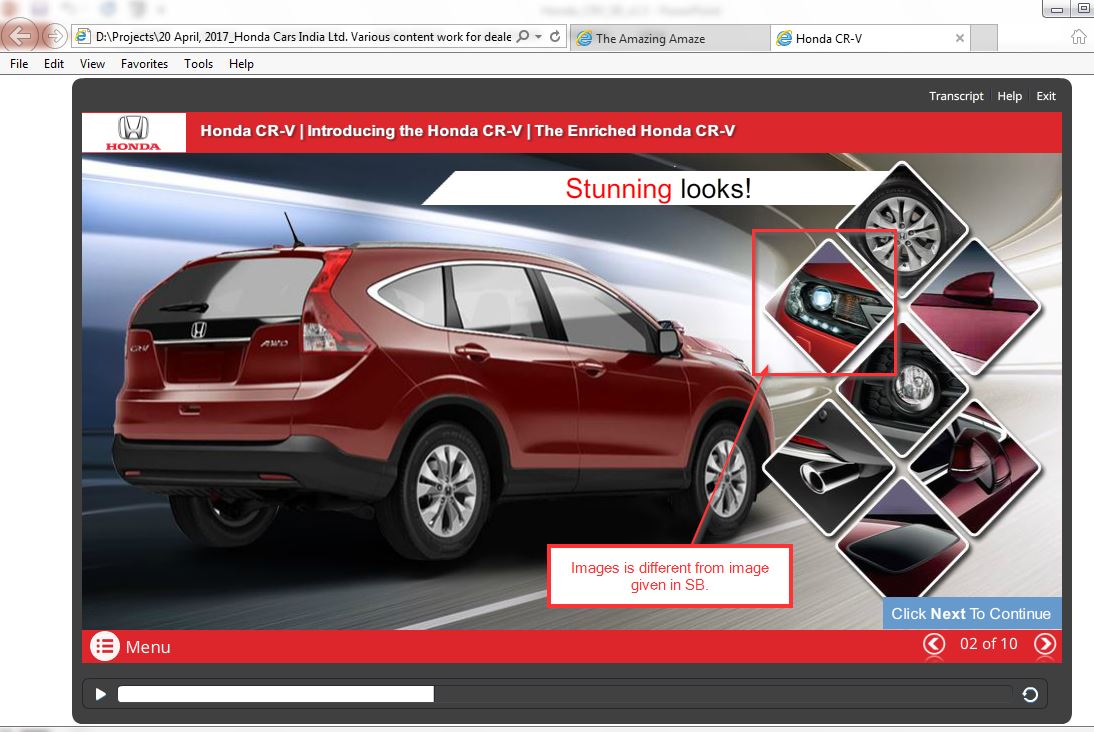 D:\Projects\20 April, 2017_Honda Cars India Ltd. Various content work for deale
The Amazing Amaze
Honda CR-V
File Edit View Favorites Tools Help
Transcript Help Exit
HONDA
Honda CR-V | Introducing the Honda CR-V | The Enriched Honda CR-V
Stunning looks!
CR-V
AWD
Images is different from image
given in SB.
Click Next To Continue
Menu
02 of 10